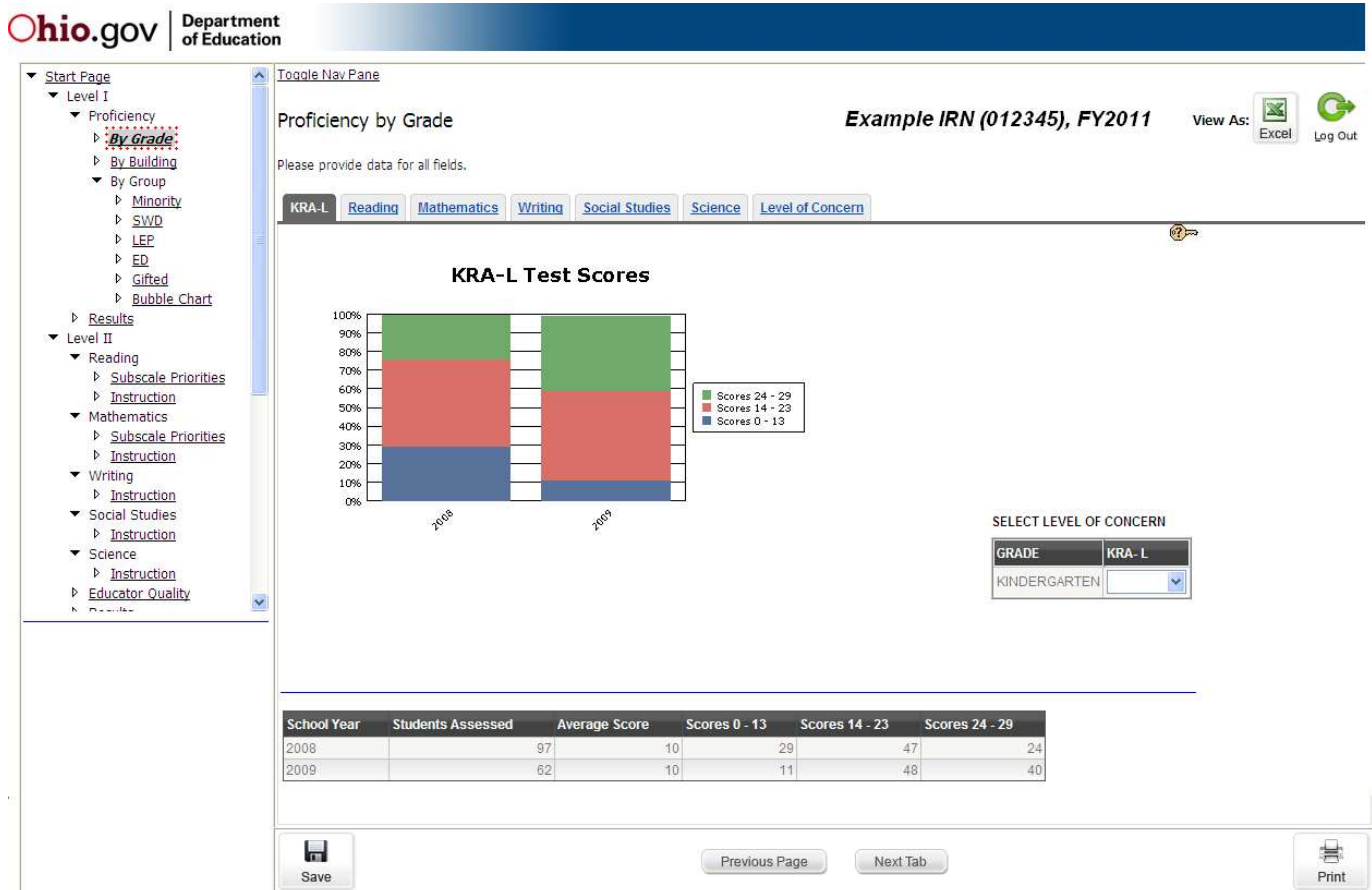 Ohio.gov Department of Education
Start Page
Level I
Proficiency
By Grade
By Building
By Group
Minority
SWD
LEP
ED
Gifted
Bubble Chart
Results
Level II
Reading
Subscale Priorities
Instruction
Mathematics
Subscale Priorities
Instruction
Writing
Instruction
Social Studies
Instruction
Science
Instruction
Educator Quality
Results
Toggle Nav Pane
Proficiency by Grade
Example IRN (012345), FY2011
View As: Excel
Log Out
Please provide data for all fields.
KRA-L Reading Mathematics Writing Social Studies Science Level of Concern
KRA-L Test Scores
100%
90%
80%
70%
60%
50%
40%
30%
20%
10%
0%
2008 2009
Scores 24 - 29
Scores 14 - 23
Scores 0 - 13
SELECT LEVEL OF CONCERN
GRADE KRA- L
KINDERGARTEN
School Year Students Assessed Average Score Scores 0 - 13 Scores 14 - 23 Scores 24 - 29
2008 97 10 29 47 24
2009 62 10 11 48 40
Save
Previous Page Next Tab
Print